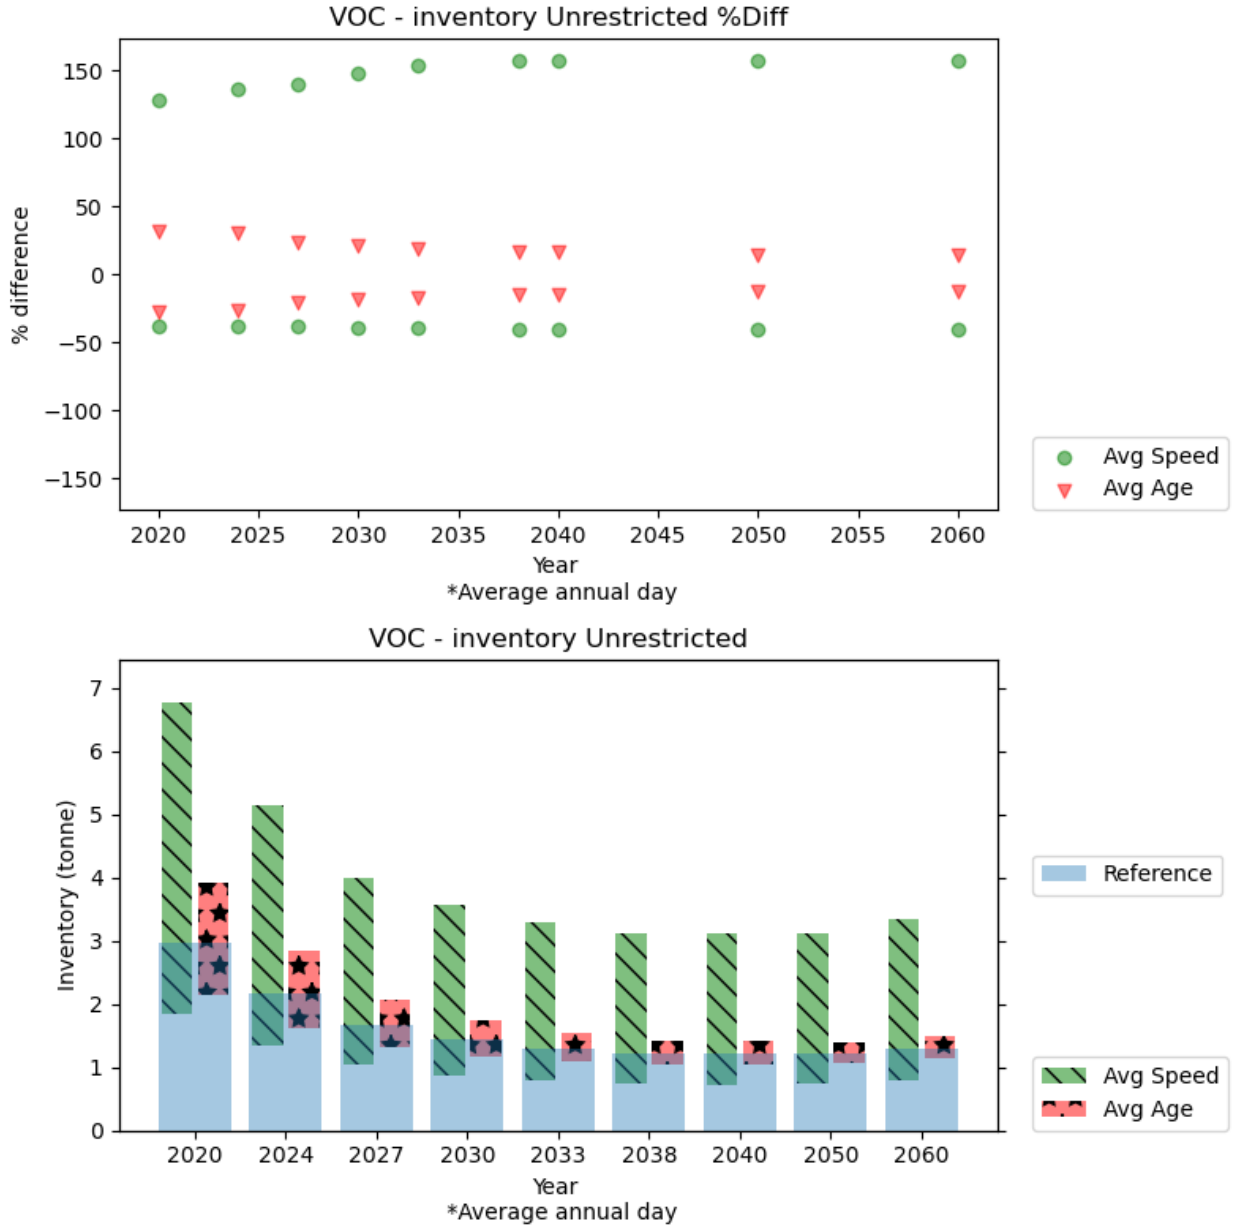 VOC - inventory Unrestricted %Diff
% difference
150
100
50
0
−50
−100
−150
2020 2025 2030 2035 2040 2045 2050 2055 2060
Year
*Average annual day
Avg Speed
Avg Age
VOC - inventory Unrestricted
Inventory (tonne)
7
6
5
4
3
2
1
0
2020 2024 2027 2030 2033 2038 2040 2050 2060
Year
*Average annual day
Reference
Avg Speed
Avg Age